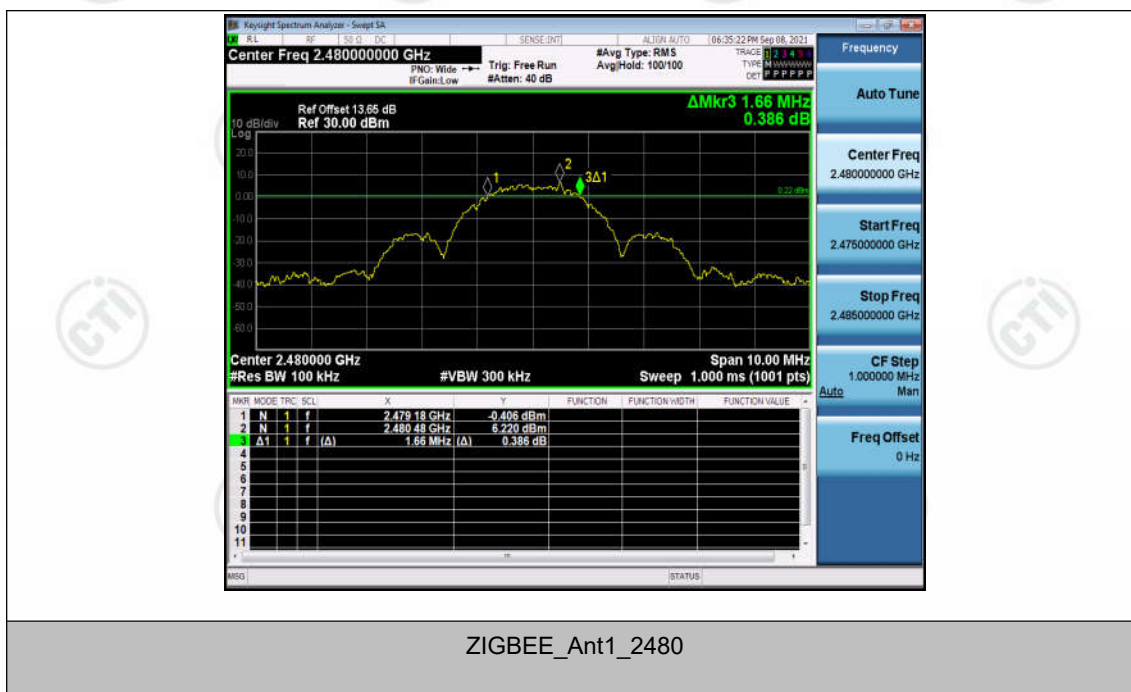 Keysight Spectrum Analyzer - Swept SA
RL RF 50 Ω DC SENSE:INT ALIGN AUTO 06:35:22 PM Sep 08, 2021
Center Freq 2.480000000 GHz
PNO: Wide
IFGain:Low
Trig: Free Run
#Atten: 40 dB
#Avg Type: RMS
Avg|Hold: 100/100
TRACE 1 2 3 4 5 6
TYPE M WWWWW
DET P P P P P P
Ref Offset 13.65 dB
10 dB/div Ref 30.00 dBm
Log
ΔMkr3 1.66 MHz
0.386 dB
20.0
10.0
0.00
-10.0
-20.0
-30.0
-40.0
-50.0
-60.0
1
2
3Δ1
0.22 dBm
Center 2.480000 GHz Span 10.00 MHz
#Res BW 100 kHz #VBW 300 kHz Sweep 1.000 ms (1001 pts)
MKR MODE TRC SCL X Y FUNCTION FUNCTION WIDTH FUNCTION VALUE
1 N 1 f 2.479 18 GHz -0.406 dBm
2 N 1 f 2.480 48 GHz 6.220 dBm
3 Δ1 1 f (Δ) 1.66 MHz (Δ) 0.386 dB
4
5
6
7
8
9
10
11
MSG STATUS
Frequency
Auto Tune
Center Freq
2.480000000 GHz
Start Freq
2.475000000 GHz
Stop Freq
2.485000000 GHz
CF Step
1.000000 MHz
Auto Man
Freq Offset
0 Hz
CTI
CTI
ZIGBEE_Ant1_2480